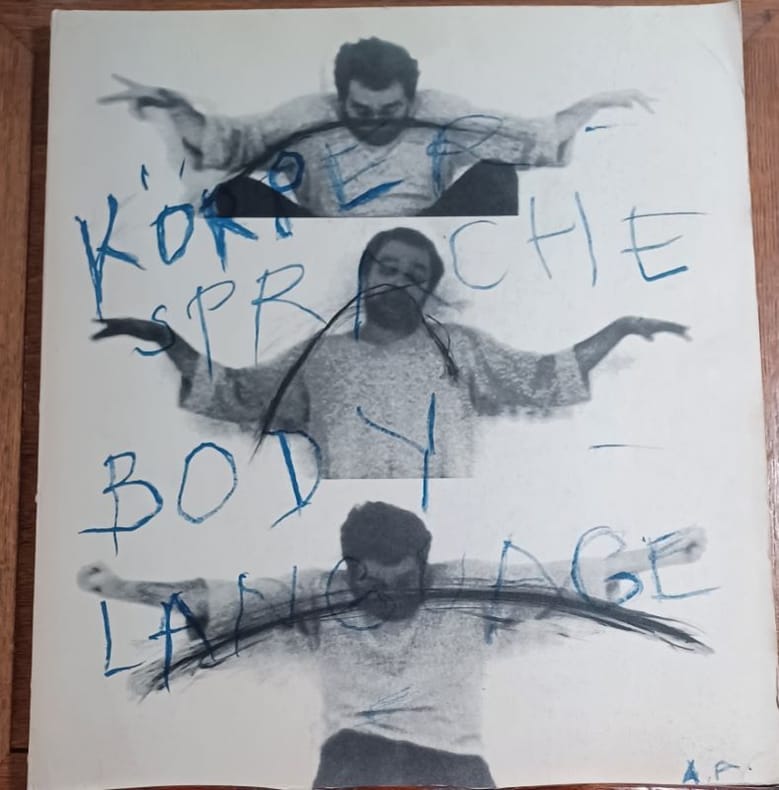 KÖRPER-
SPRACHE
BODY-
LANGUAGE
A.R.